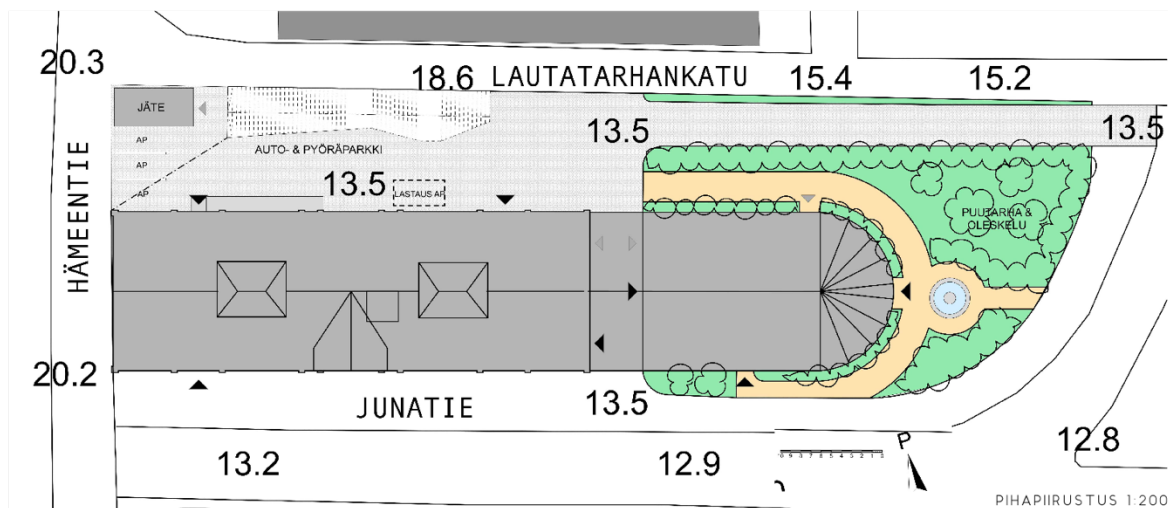 20.3
18.6
LAUTATARHANKATU
15.4
15.2
JÄTE
13.5
13.5
AP
AUTO- & PYÖRÄPARKKI
AP
13.5
AP
LASTAUS AP
PUUTARHA &
OLESKELU
HÄMEENTIE
20.2
JUNATIE
13.5
13.2
12.9
P
12.8
PIHAPIIRUSTUS 1:200